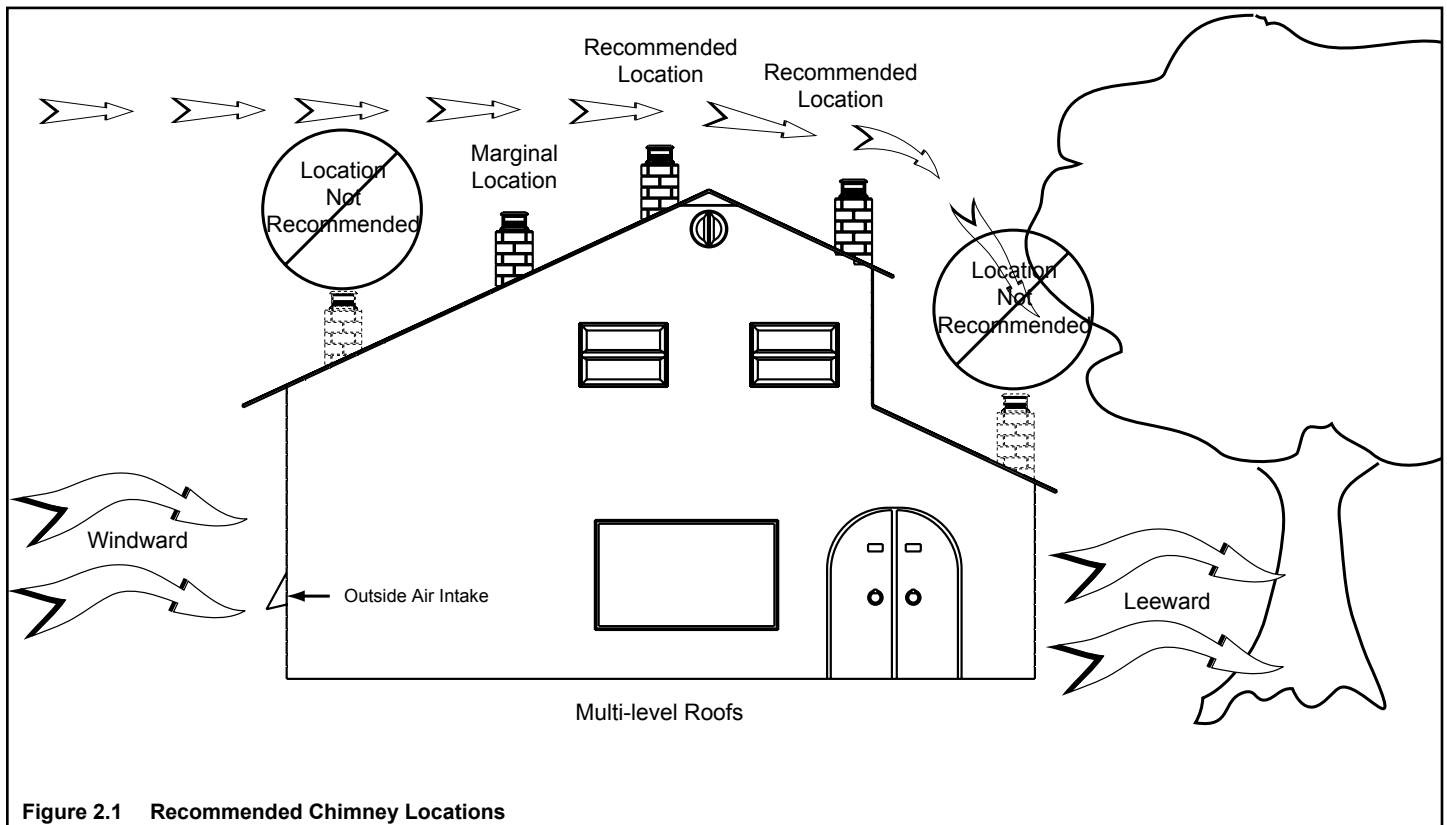 Recommended
Location
Recommended
Location
Marginal
Location
Location
Not
Recommended
Location
Not
Recommended
Windward
Outside Air Intake
Leeward
Multi-level Roofs
Figure 2.1 Recommended Chimney Locations